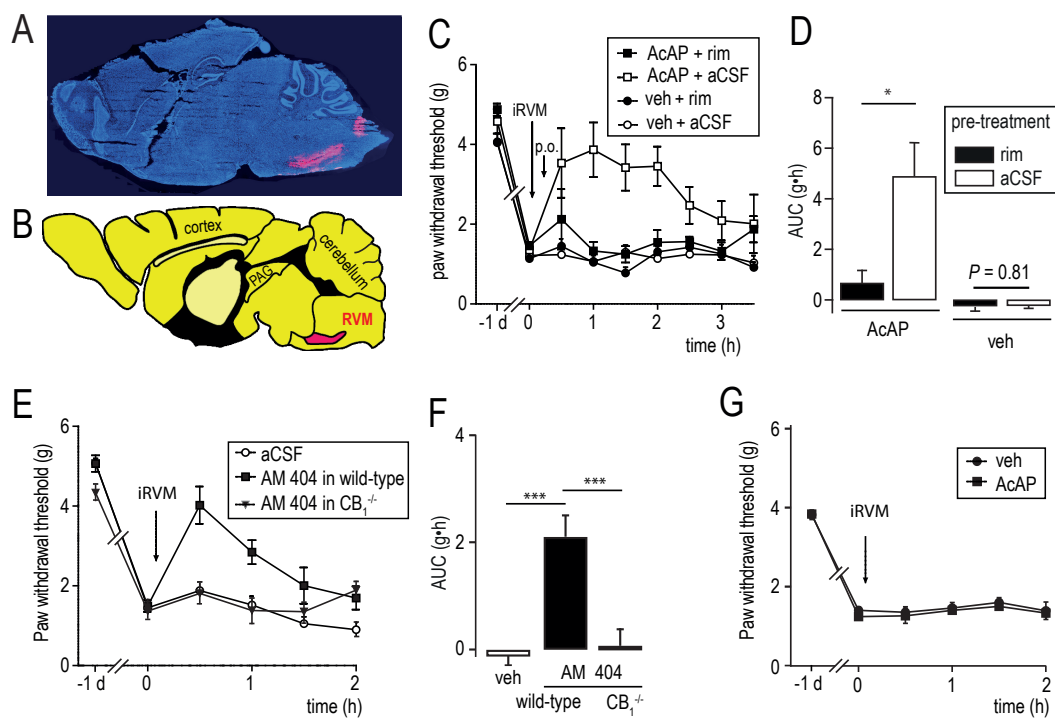 A
B
cortex
PAG
cerebellum
RVM
C
AcAP + rim
AcAP + aCSF
veh + rim
veh + aCSF
iRVM
p.o.
paw withdrawal threshold (g)
6
4
2
0
-1 d
0
1
2
3
time (h)
D
*
pre-treatment
rim
aCSF
AUC (g•h)
8
6
4
2
0
P = 0.81
AcAP
veh
E
aCSF
AM 404 in wild-type
AM 404 in CB₁⁻/⁻
iRVM
Paw withdrawal threshold (g)
6
4
2
0
-1 d
0
1
2
time (h)
F
***
***
AUC (g•h)
4
2
0
veh
AM 404
wild-type
CB₁⁻/⁻
G
veh
AcAP
iRVM
Paw withdrawal threshold (g)
6
4
2
0
-1 d
0
1
2
time (h)